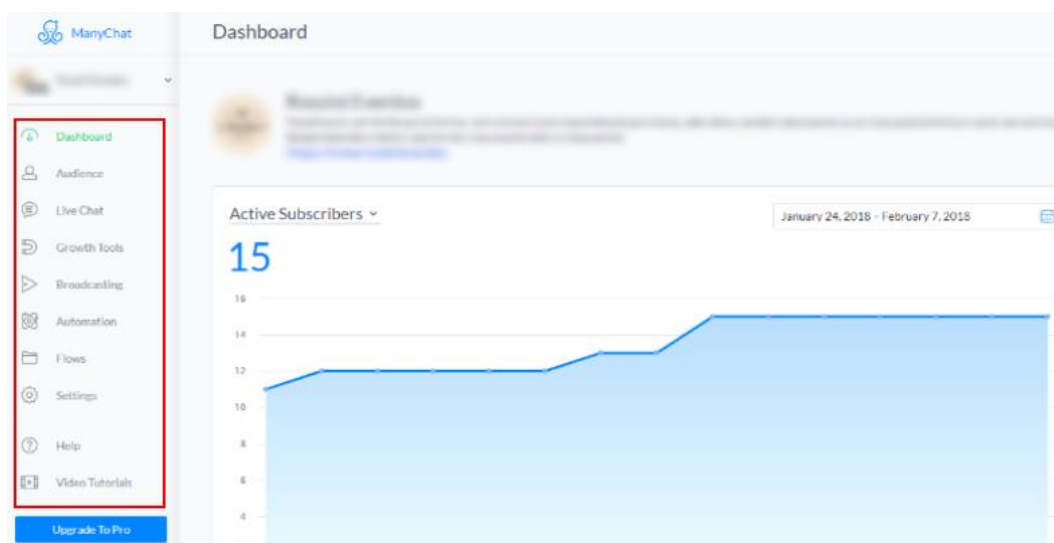 ManyChat
Dashboard
Dashboard
Audience
Live Chat
Growth Tools
Broadcasting
Automation
Flows
Settings
Help
Video Tutorials
Upgrade To Pro
Active Subscribers
January 24, 2018 - February 7, 2018
15
16
14
12
10
8
6
4